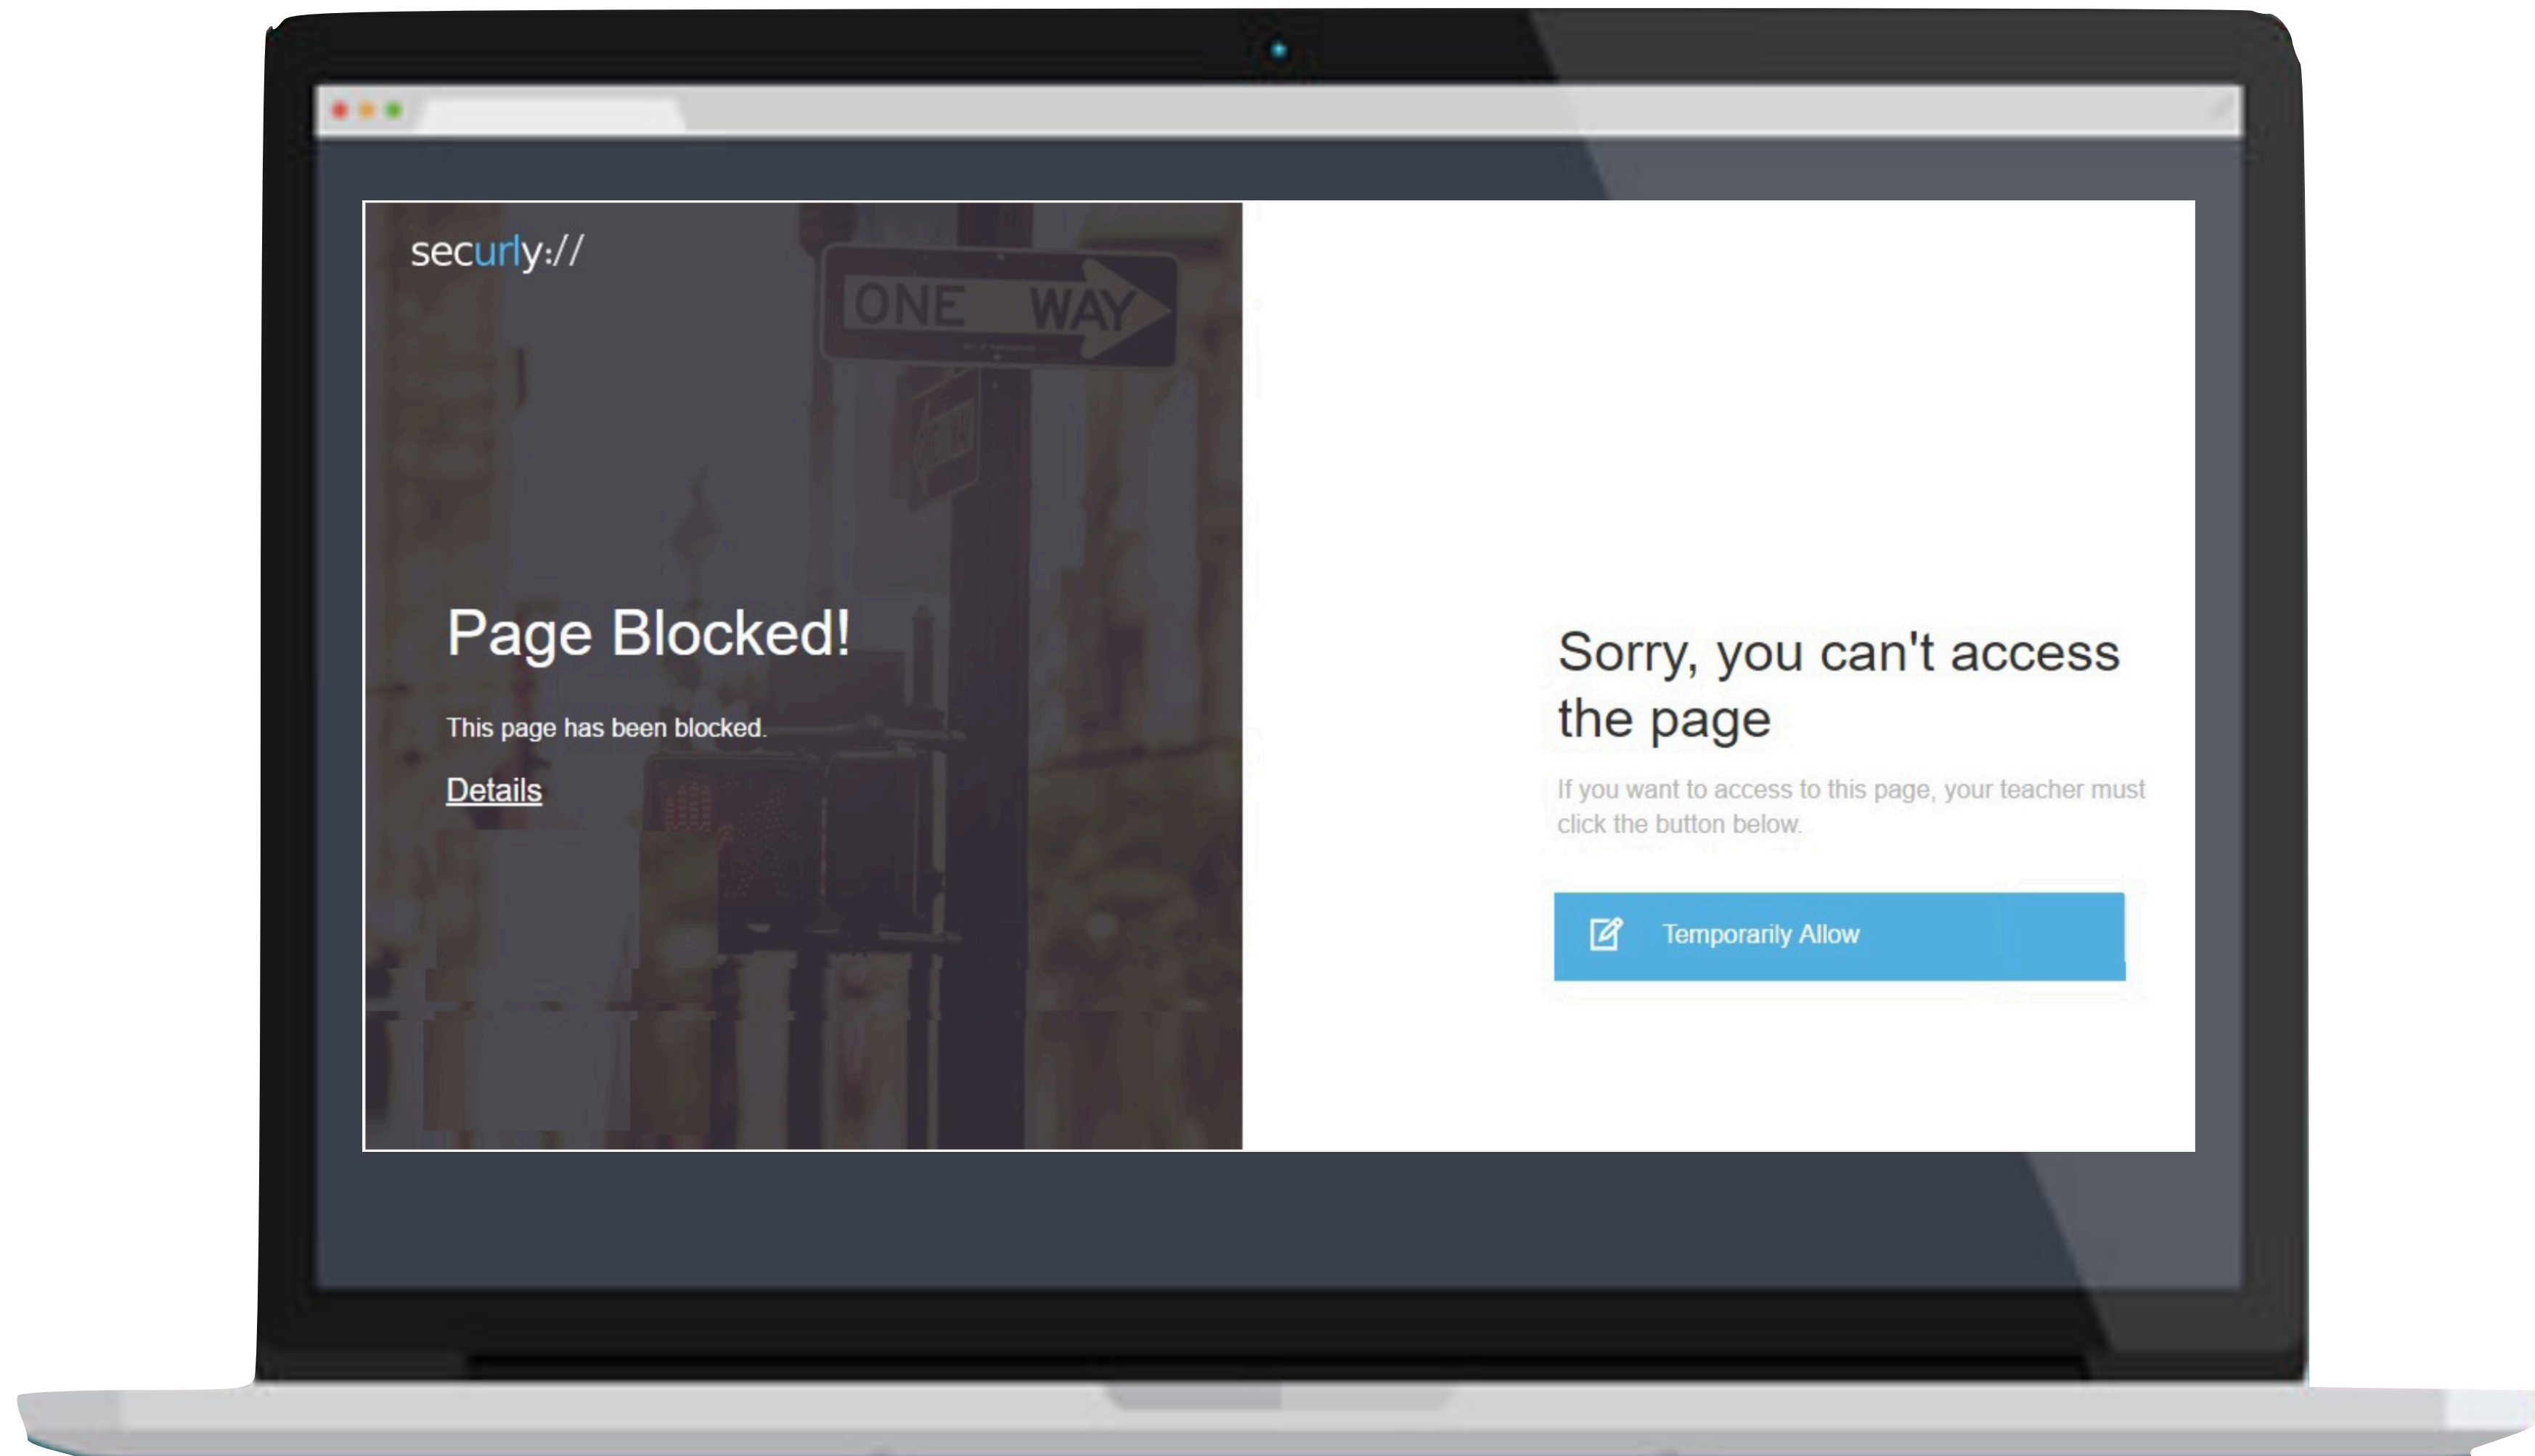 securly://
ONE WAY
Page Blocked!
This page has been blocked.
Details
Sorry, you can't access
the page
If you want to access to this page, your teacher must
click the button below.
Temporarily Allow